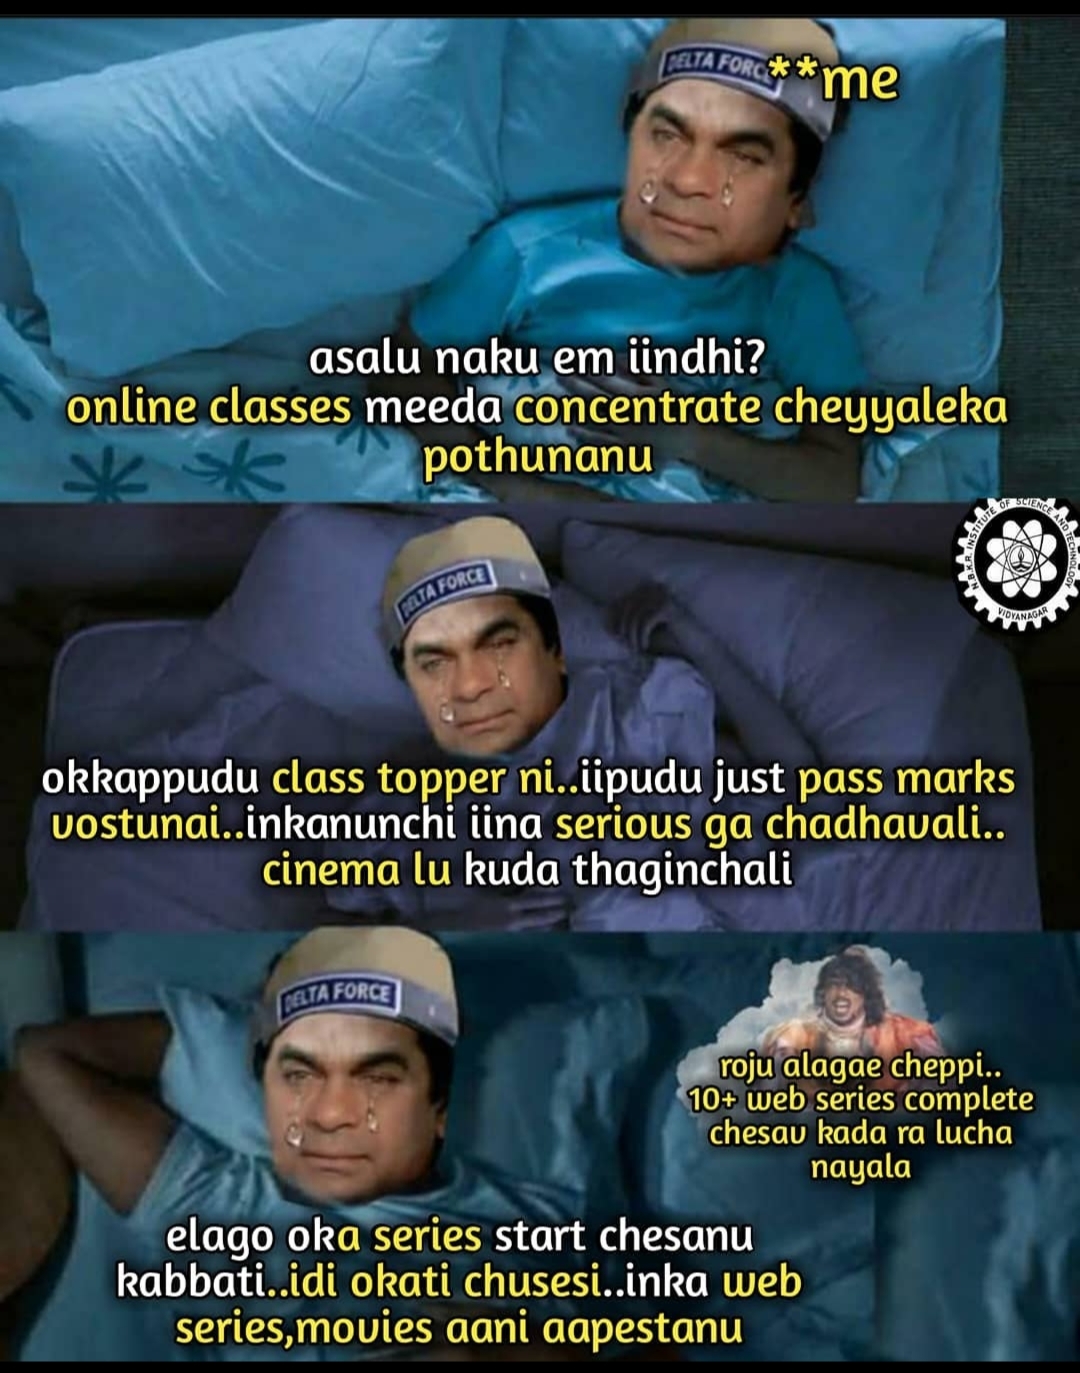 DELTA FORC
**me
asalu naku em iindhi?
online classes meeda concentrate cheyyaleka
pothunanu
N.B.K.R. INSTITUTE OF SCIENCE AND TECHNOLOGY
VIDYANAGAR
DELTA FORCE
okkappudu class topper ni..iipudu just pass marks
vostunai..inkanunchi iina serious ga chadhavali..
cinema lu kuda thaginchali
DELTA FORCE
roju alagae cheppi..
10+ web series complete
chesav kada ra lucha
nayala
elago oka series start chesanu
kabbati..idi okati chusesi..inka web
series,movies aani aapestanu